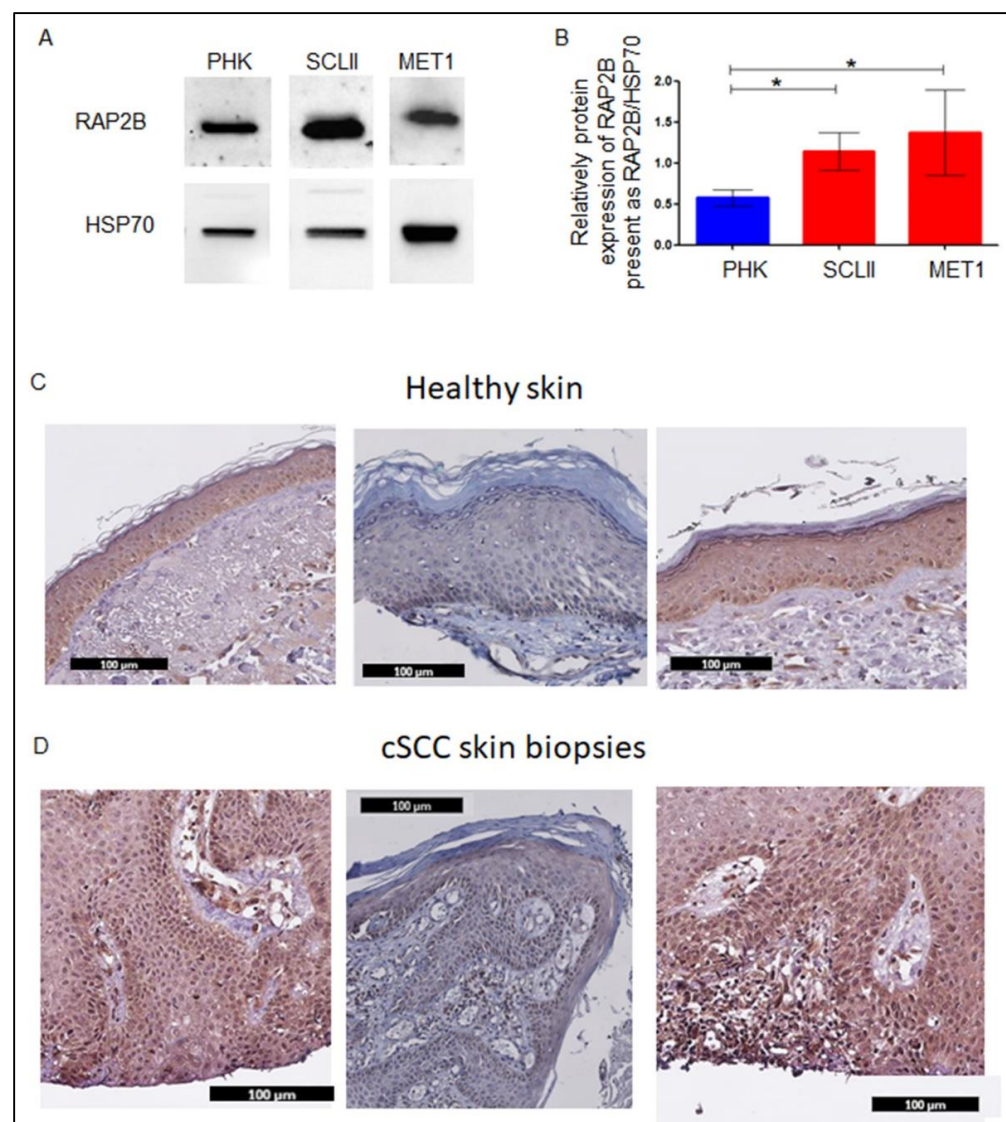 A
PHK SCLII MET1
RAP2B
HSP70
B
Relatively protein
expression of RAP2B
present as RAP2B/HSP70
* *
2.0
1.5
1.0
0.5
0.0
PHK SCLII MET1
C
Healthy skin
100 µm
100 µm
100 µm
D
cSCC skin biopsies
100 µm
100 µm
100 µm